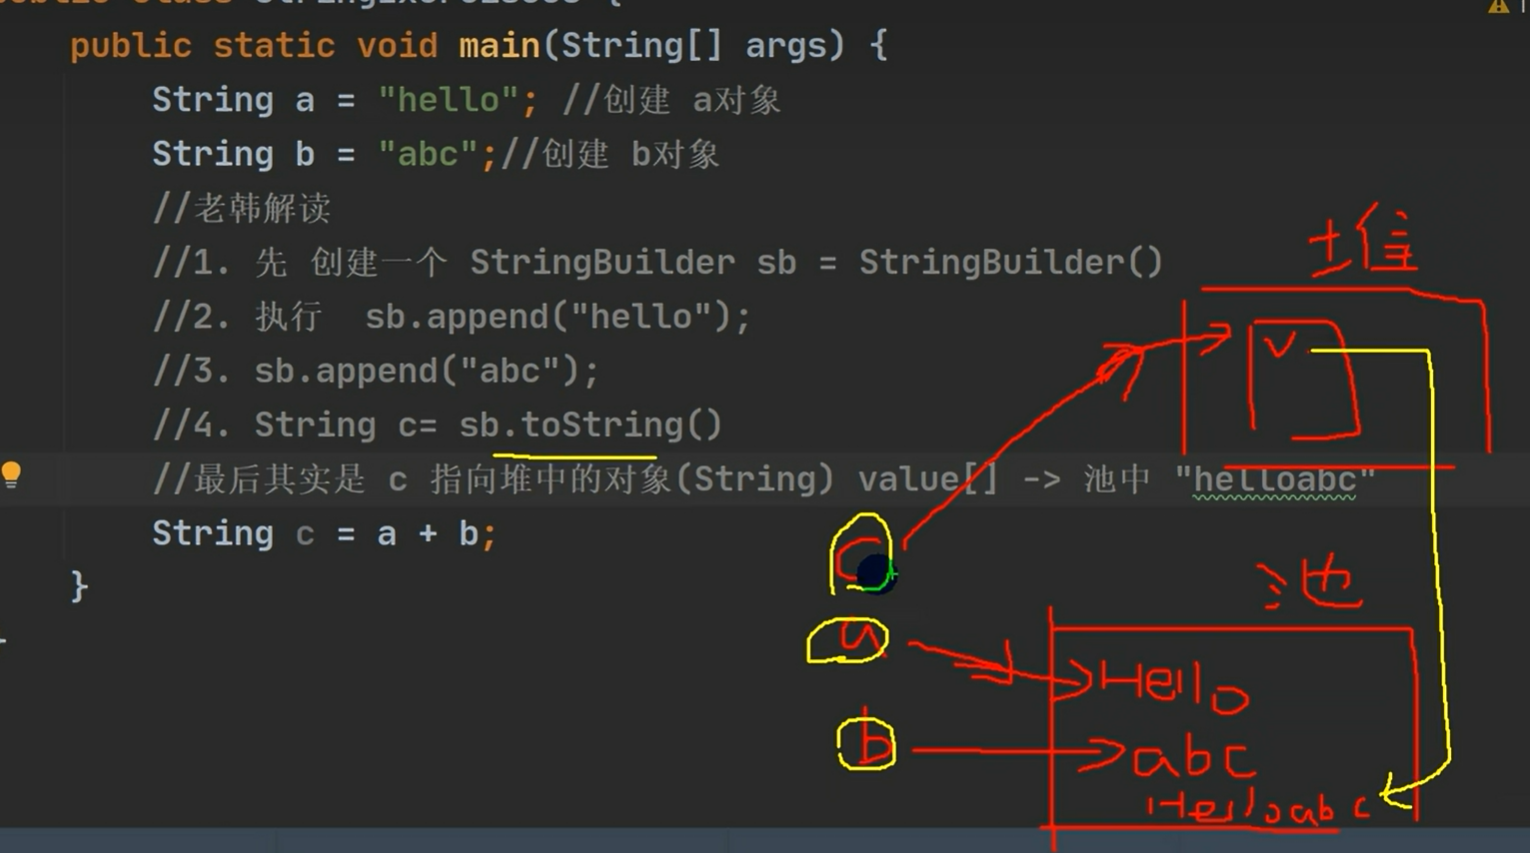 public static void main(String[] args) {
String a = "hello"; //创建 a对象
String b = "abc";//创建 b对象
//老韩解读
//1. 先 创建一个 StringBuilder sb = StringBuilder()
//2. 执行  sb.append("hello");
//3. sb.append("abc");
//4. String c= sb.toString()
//最后其实是 c 指向堆中的对象(String) value[] -> 池中 "helloabc"
String c = a + b;
}
堆
v
c
池
a
Hello
b
abc
Helloabc